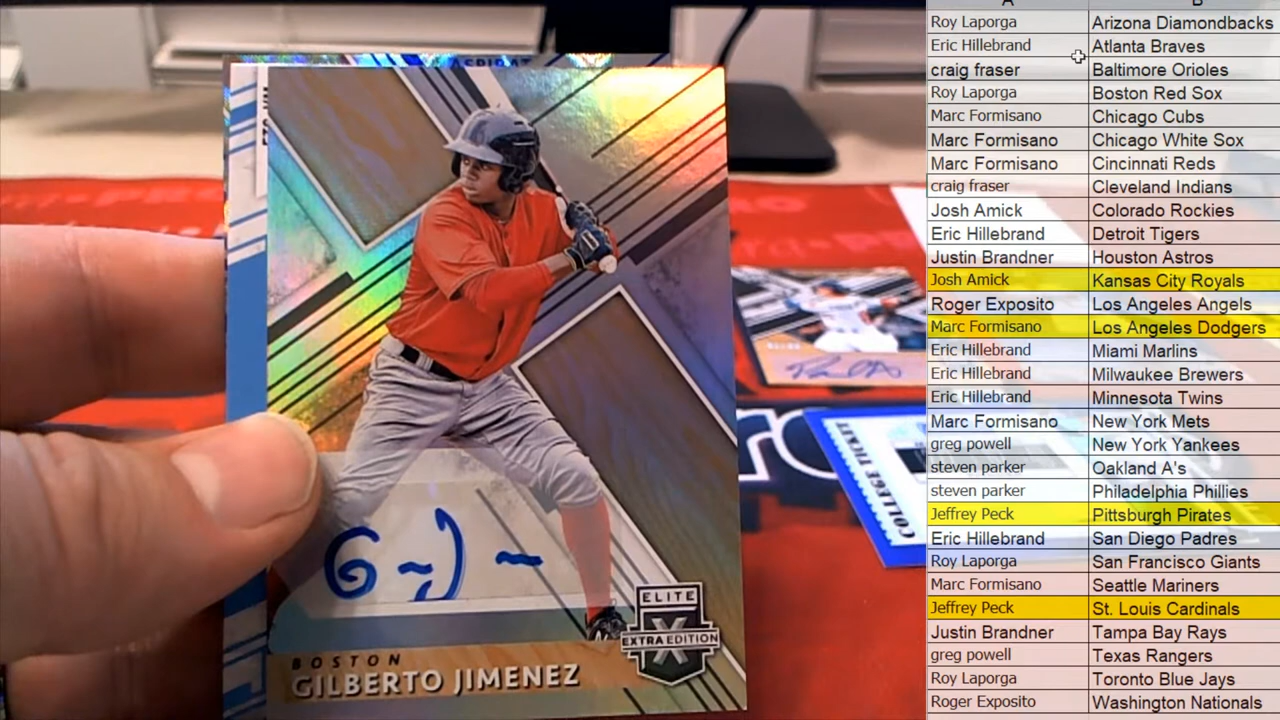 ASPIRAT
G-J-
ELITE
EXTRA EDITION
X
BOSTON
GILBERTO JIMENEZ
COLLEGE TICKET
A B
Roy Laporga Arizona Diamondbacks
Eric Hillebrand Atlanta Braves
craig fraser Baltimore Orioles
Roy Laporga Boston Red Sox
Marc Formisano Chicago Cubs
Marc Formisano Chicago White Sox
Marc Formisano Cincinnati Reds
craig fraser Cleveland Indians
Josh Amick Colorado Rockies
Eric Hillebrand Detroit Tigers
Justin Brandner Houston Astros
Josh Amick Kansas City Royals
Roger Exposito Los Angeles Angels
Marc Formisano Los Angeles Dodgers
Eric Hillebrand Miami Marlins
Eric Hillebrand Milwaukee Brewers
Eric Hillebrand Minnesota Twins
Marc Formisano New York Mets
greg powell New York Yankees
steven parker Oakland A's
steven parker Philadelphia Phillies
Jeffrey Peck Pittsburgh Pirates
Eric Hillebrand San Diego Padres
Roy Laporga San Francisco Giants
Marc Formisano Seattle Mariners
Jeffrey Peck St. Louis Cardinals
Justin Brandner Tampa Bay Rays
greg powell Texas Rangers
Roy Laporga Toronto Blue Jays
Roger Exposito Washington Nationals